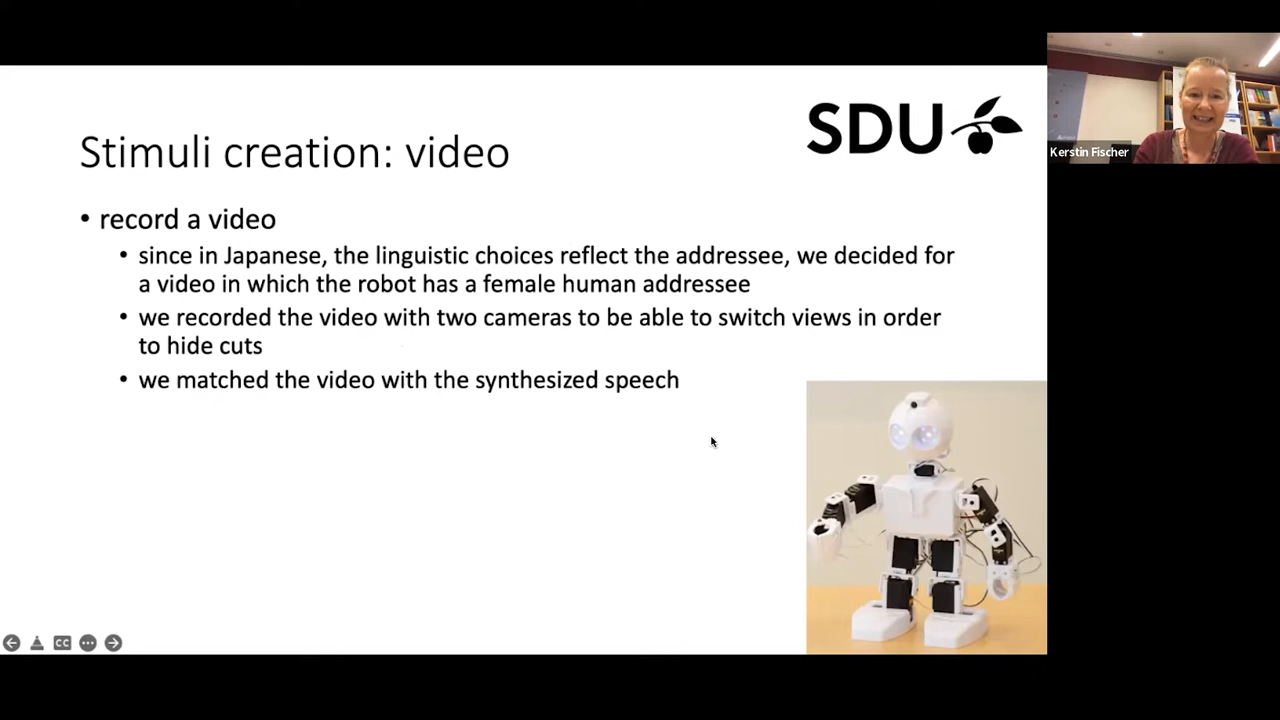 SDU
Kerstin Fischer
Stimuli creation: video
• record a video
• since in Japanese, the linguistic choices reflect the addressee, we decided for
a video in which the robot has a female human addressee
• we recorded the video with two cameras to be able to switch views in order
to hide cuts
• we matched the video with the synthesized speech
CC